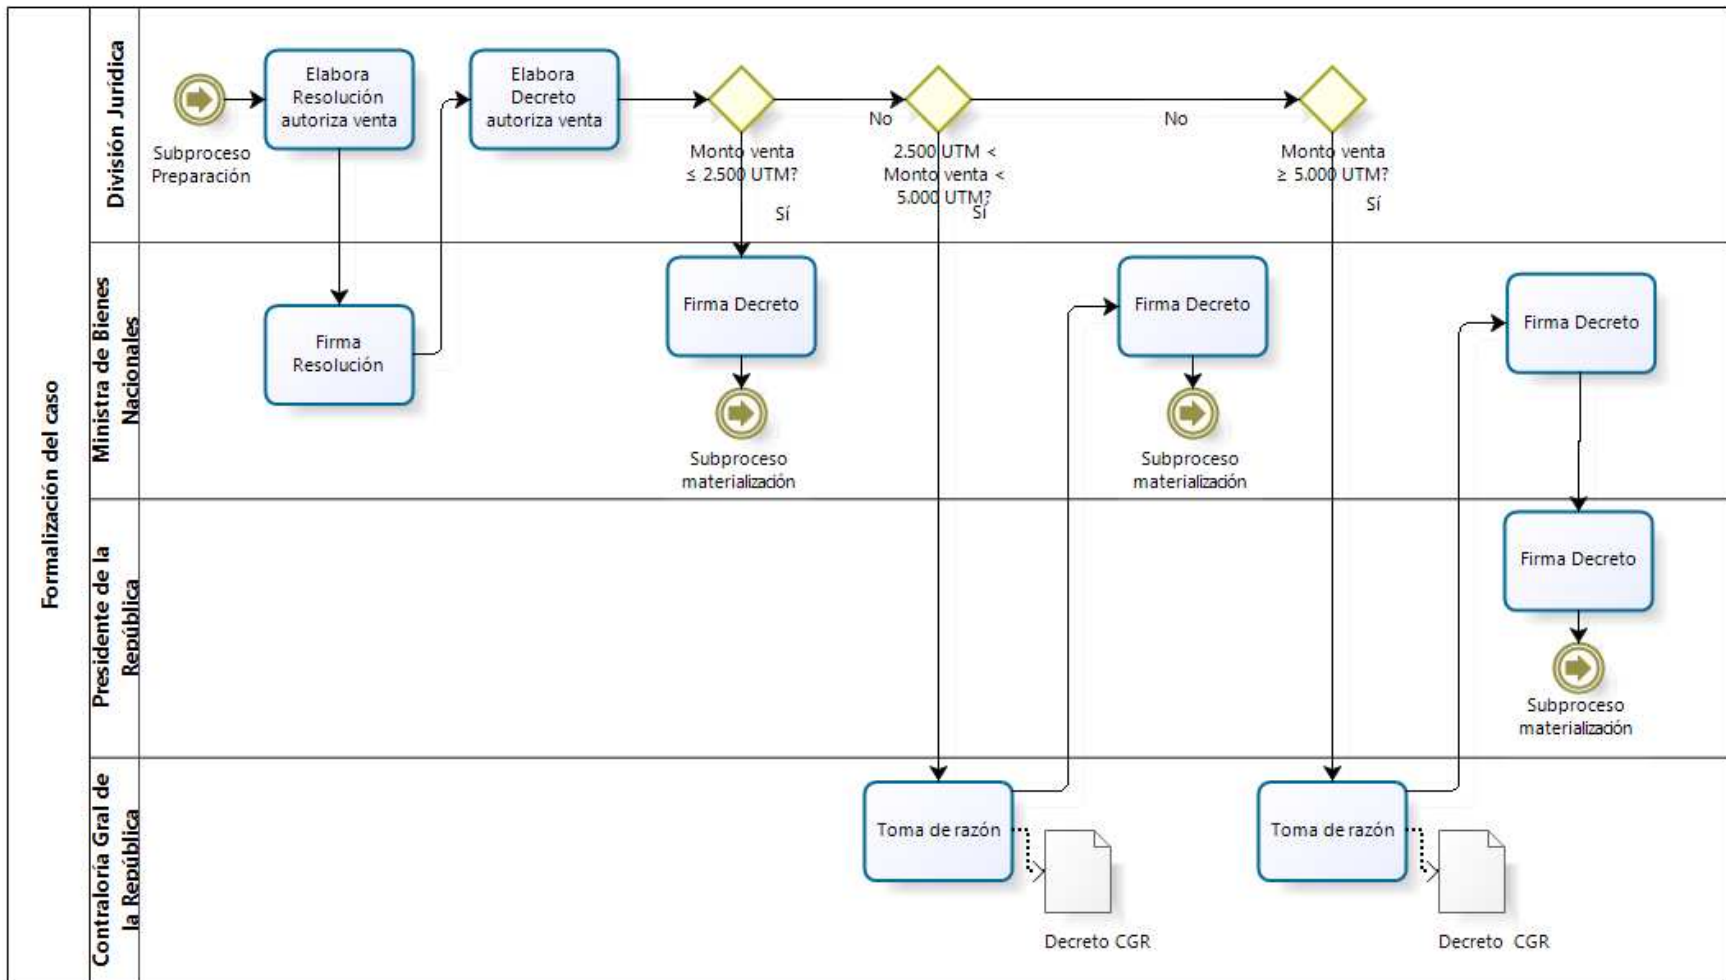 Formalización del caso
División Jurídica
Subproceso
Preparación
Elabora
Resolución
autoriza venta
Elabora
Decreto
autoriza venta
Monto venta
≤ 2.500 UTM?
Sí
No
2.500 UTM <
Monto venta <
5.000 UTM?
Sí
No
Monto venta
≥ 5.000 UTM?
Sí
Ministra de Bienes
Nacionales
Firma
Resolución
Firma Decreto
Subproceso
materialización
Firma Decreto
Subproceso
materialización
Firma Decreto
Presidente de la
República
Firma Decreto
Subproceso
materialización
Contraloría Gral de
la República
Toma de razón
Decreto CGR
Toma de razón
Decreto CGR